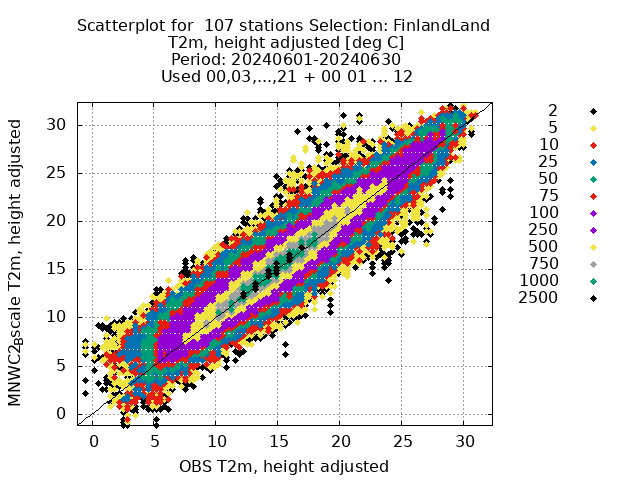 Scatterplot for 107 stations Selection: FinlandLand
T2m, height adjusted [deg C]
Period: 20240601-20240630
Used 00,03,...,21 + 00 01 ... 12
MNWC2Bscale T2m, height adjusted
30
25
20
15
10
5
0
0 5 10 15 20 25 30
OBS T2m, height adjusted
2
5
10
25
50
75
100
250
500
750
1000
2500